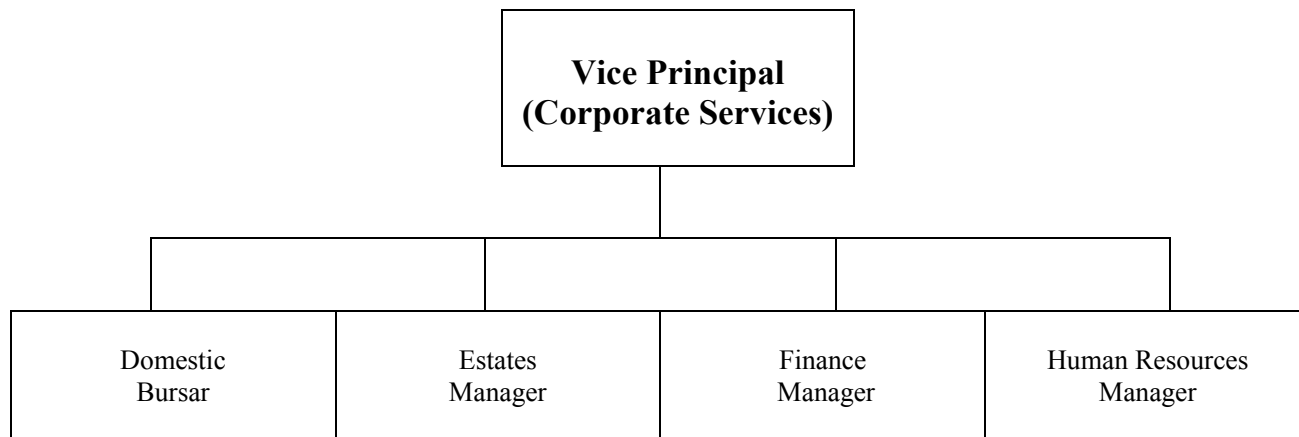 Vice Principal
(Corporate Services)
Domestic
Bursar
Estates
Manager
Finance
Manager
Human Resources
Manager